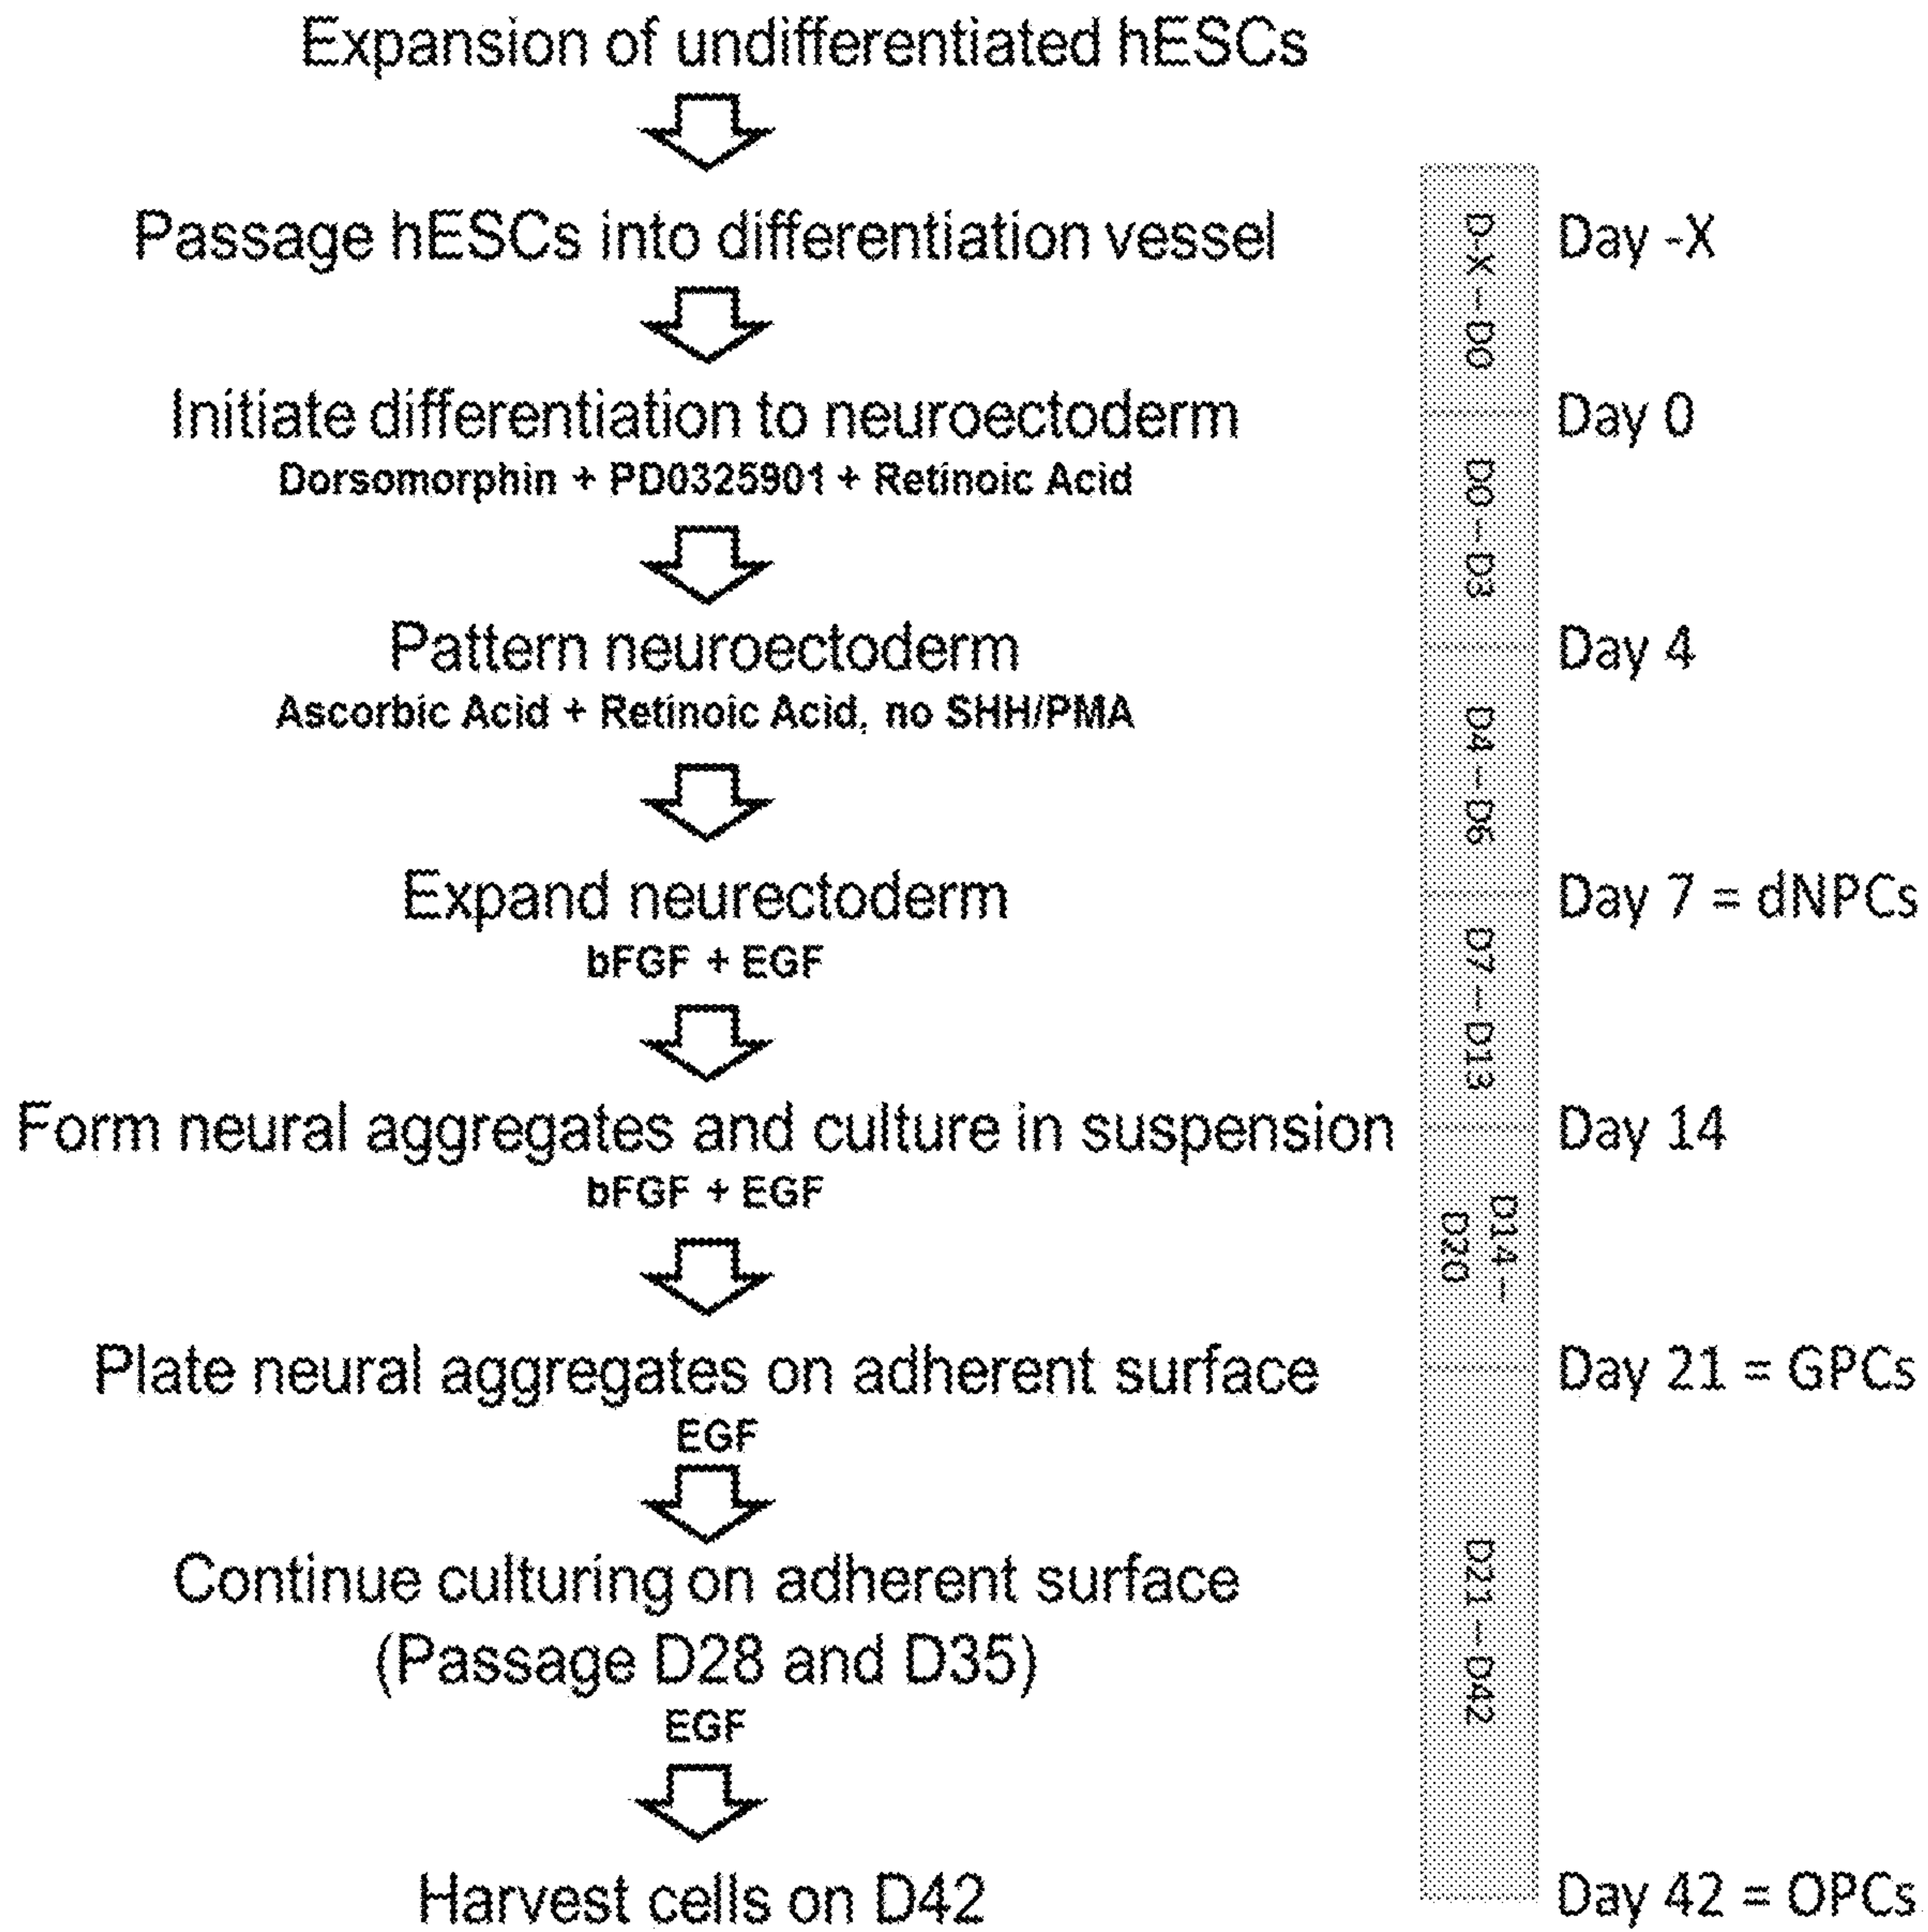 Expansion of undifferentiated hESCs
Passage hESCs into differentiation vessel
D-X -- D0
Day -X
Initiate differentiation to neuroectoderm
Dorsomorphin + PD0325901 + Retinoic Acid
D0 -- D3
Day 0
Pattern neuroectoderm
Ascorbic Acid + Retinoic Acid, no SHH/PMA
D4 -- D6
Day 4
Expand neurectoderm
bFGF + EGF
D7 -- D13
Day 7 = dNPCs
Form neural aggregates and culture in suspension
bFGF + EGF
D14 --
D20
Day 14
Plate neural aggregates on adherent surface
EGF
Day 21 = GPCs
Continue culturing on adherent surface
(Passage D28 and D35)
EGF
D21 -- D42
Harvest cells on D42
Day 42 = OPCs